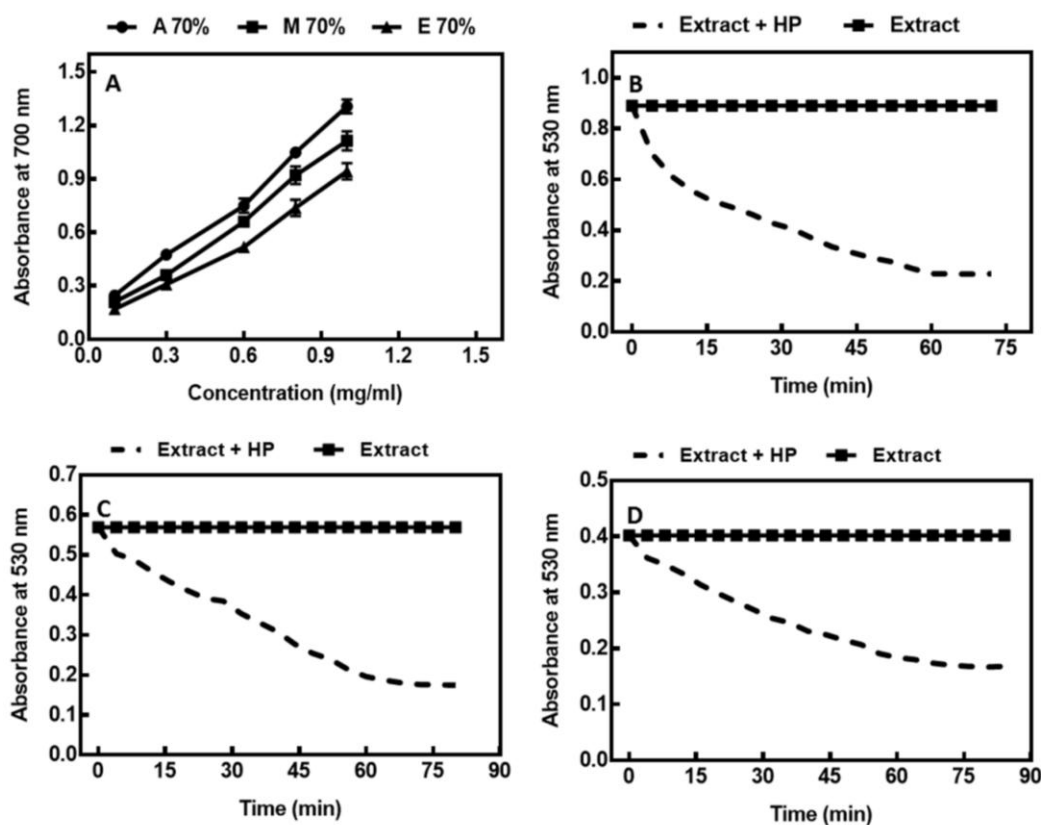 A 70% M 70% E 70%
A
1.5
1.2
0.9
0.6
0.3
0.0
Absorbance at 700 nm
0.0 0.3 0.6 0.9 1.2 1.5
Concentration (mg/ml)
Extract + HP Extract
B
1.0
0.8
0.6
0.4
0.2
0.0
Absorbance at 530 nm
0 15 30 45 60 75
Time (min)
Extract + HP Extract
C
0.7
0.6
0.5
0.4
0.3
0.2
0.1
0.0
Absorbance at 530 nm
0 15 30 45 60 75 90
Time (min)
Extract + HP Extract
D
0.5
0.4
0.3
0.2
0.1
0.0
Absorbance at 530 nm
0 15 30 45 60 75 90
Time (min)